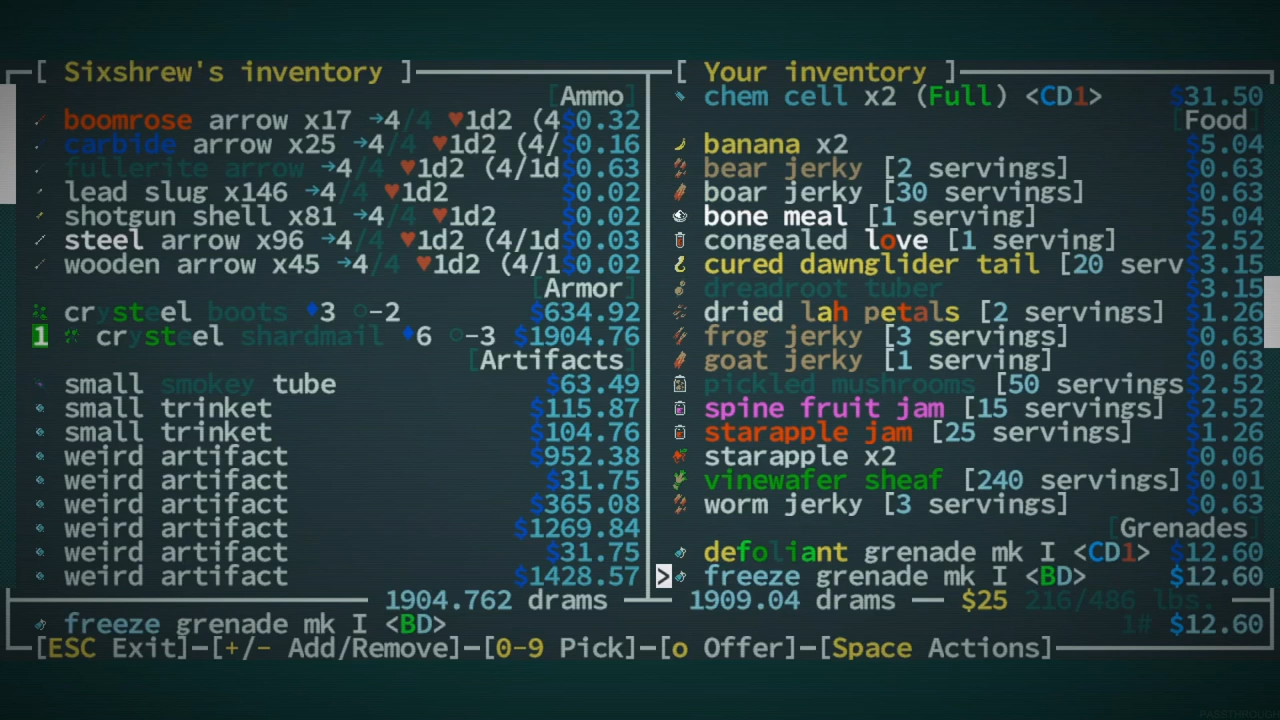 [ Sixshrew's inventory ]
[Ammo]
boomrose arrow x17 →4/4 ♥1d2 (4 $0.32
carbide arrow x25 →4/4 ♥1d2 (4/ $0.16
fullerite arrow →4/4 ♥1d2 (4/1d $0.63
lead slug x146 →4/4 ♥1d2 $0.02
shotgun shell x81 →4/4 ♥1d2 $0.02
steel arrow x96 →4/4 ♥1d2 (4/1d $0.03
wooden arrow x45 →4/4 ♥1d2 (4/1 $0.02
[Armor]
crysteel boots ♦3 ○-2 $634.92
1 crysteel shardmail ♦6 ○-3 $1904.76
[Artifacts]
small smokey tube $63.49
small trinket $115.87
small trinket $104.76
weird artifact $952.38
weird artifact $31.75
weird artifact $365.08
weird artifact $1269.84
weird artifact $31.75
weird artifact $1428.57
1904.762 drams
[ Your inventory ]
chem cell x2 (Full) <CD1> $31.50
[Food]
banana x2 $5.04
bear jerky [2 servings] $0.63
boar jerky [30 servings] $0.63
bone meal [1 serving] $5.04
congealed love [1 serving] $2.52
cured dawnglider tail [20 serv $3.15
dreadroot tuber $3.15
dried lah petals [2 servings] $1.26
frog jerky [3 servings] $0.63
goat jerky [1 serving] $0.63
pickled mushrooms [50 servings $2.52
spine fruit jam [15 servings] $2.52
starapple jam [25 servings] $1.26
starapple x2 $0.06
vinewafer sheaf [240 servings] $0.01
worm jerky [3 servings] $0.63
[Grenades]
defoliant grenade mk I <CD1> $12.60
> freeze grenade mk I <BD> $12.60
1909.04 drams — $25 216/486 lbs.
freeze grenade mk I <BD> 1# $12.60
[ESC Exit]—[+/- Add/Remove]—[0-9 Pick]—[o Offer]—[Space Actions]